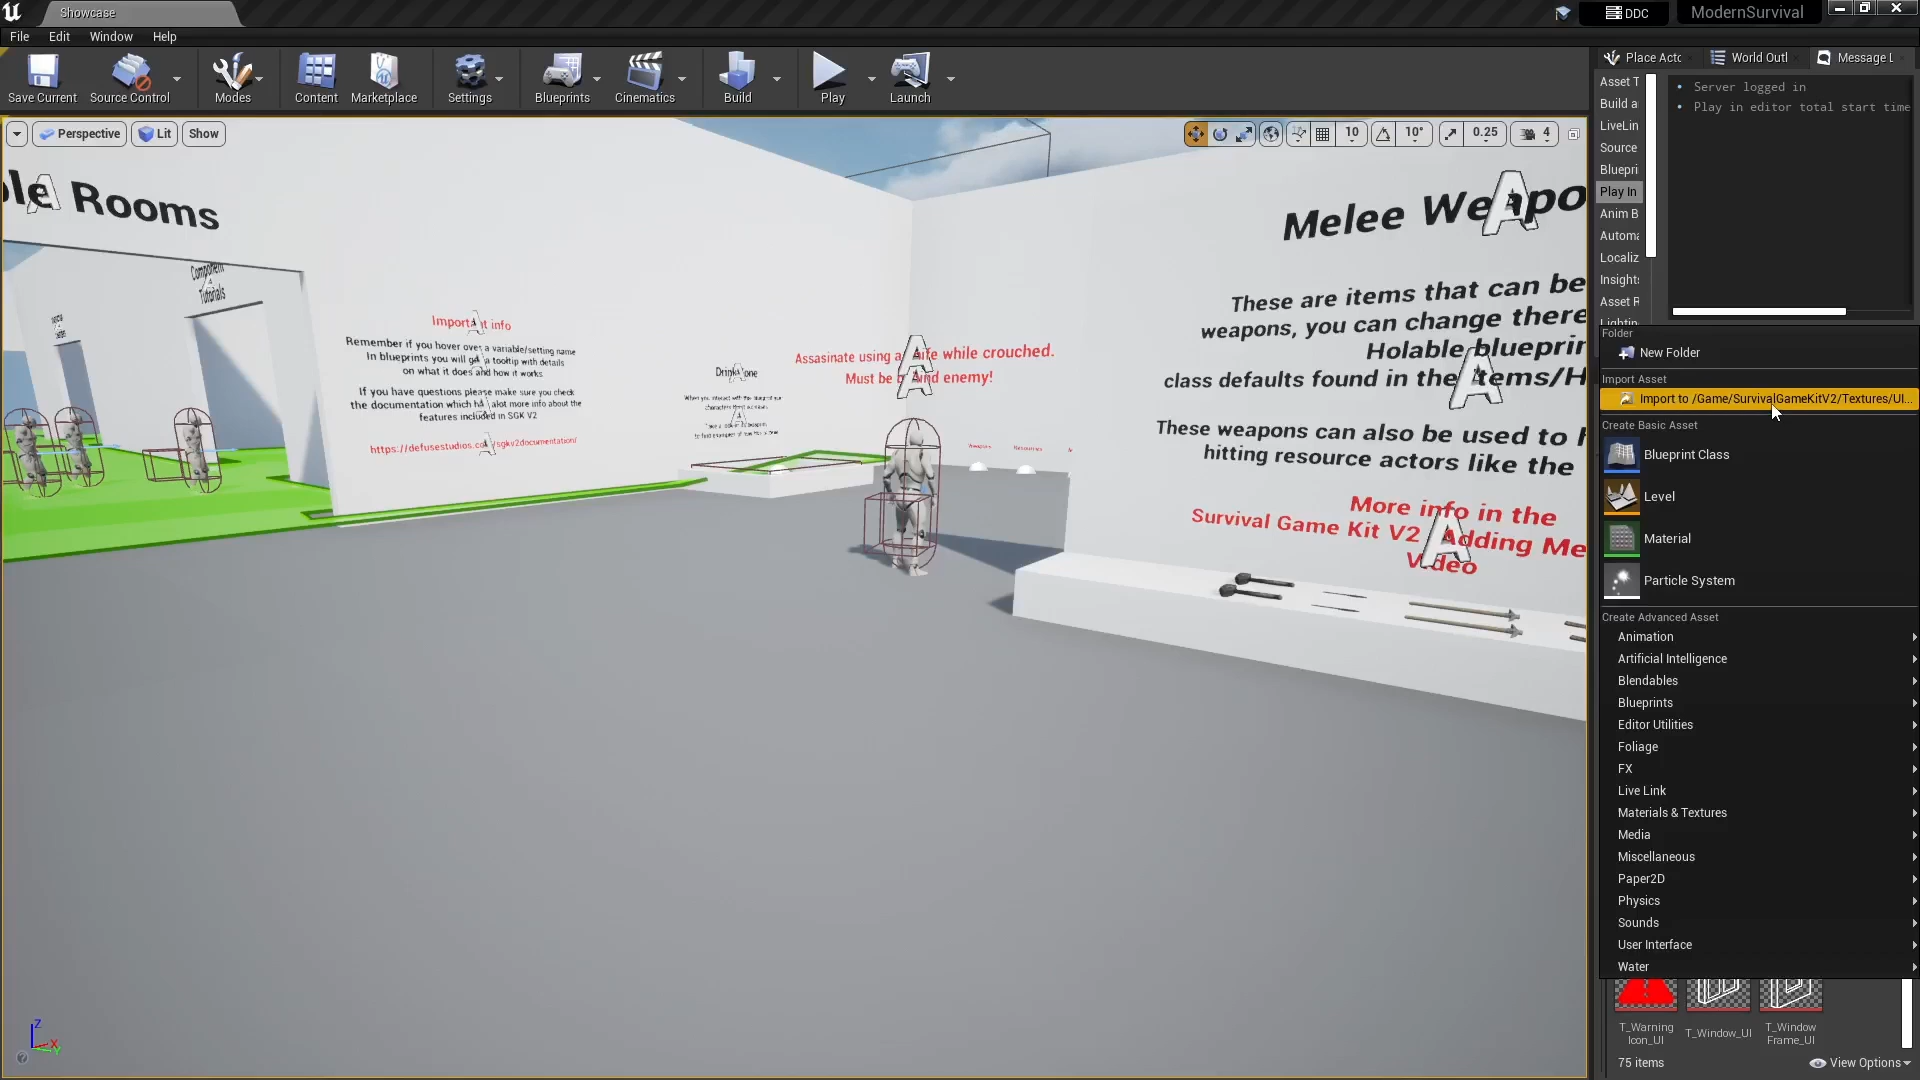 Showcase
DDC
ModernSurvival
File
Edit
Window
Help
Save Current
Source Control
Modes
Content
Marketplace
Settings
Blueprints
Cinematics
Build
Play
Launch
Place Actc
World Outl
Message L
Asset T
Build a
LiveLin
Source
Bluepri
Play In
Anim B
Automa
Localiz
Insight
Asset R
Server logged in
Play in editor total start time
Perspective
Lit
Show
10
10°
0.25
4
Rooms
Component
Tutorials
Important info
Remember if you hover over a variable/setting name
In blueprints you will get a tooltip with details
on what it does and how it works
If you have questions please make sure you check
the documentation which has alot more info about the
features included in SGK V2
https://defusestudios.co /sgkv2documentation/
Drink
Assasinate using a knife while crouched.
Must be behind enemy!
Melee Weapo
These are items that can be
weapons, you can change there
Holable blueprin
class defaults found in the Items/H
These weapons can also be used to
hitting resource actors like the
More info in the
Survival Game Kit V2 Adding Me
Video
Folder
New Folder
Import Asset
Import to /Game/SurvivalGameKitV2/Textures/UI...
Create Basic Asset
Blueprint Class
Level
Material
Particle System
Create Advanced Asset
Animation
Artificial Intelligence
Blendables
Blueprints
Editor Utilities
Foliage
FX
Live Link
Materials & Textures
Media
Miscellaneous
Paper2D
Physics
Sounds
User Interface
Water
T_Warning
Icon_UI
T_Window_UI
T_Window
Frame_UI
75 items
View Options
Z
X
Y